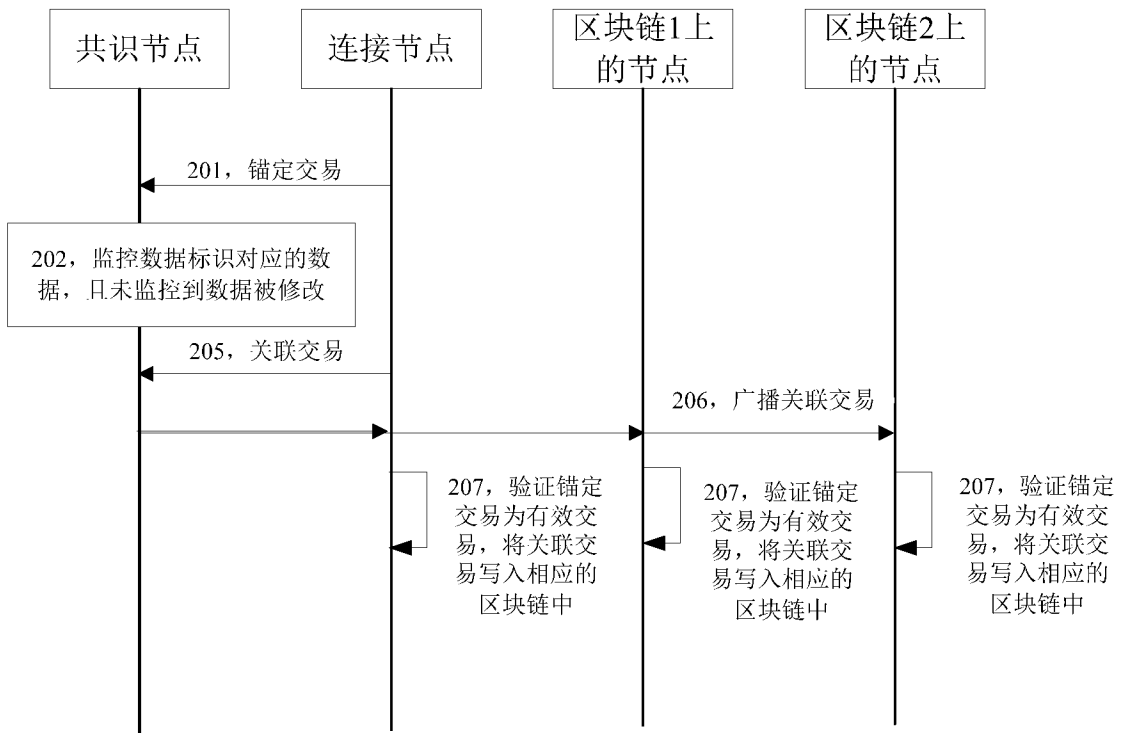 共识节点
连接节点
区块链1上
的节点
区块链2上
的节点
201，锚定交易
202，监控数据标识对应的数
据，且未监控到数据被修改
205，关联交易
206，广播关联交易
207，验证锚定
交易为有效交
易，将关联交
易写入相应的
区块链中
207，验证锚定
交易为有效交
易，将关联交
易写入相应的
区块链中
207，验证锚定
交易为有效交
易，将关联交
易写入相应的
区块链中